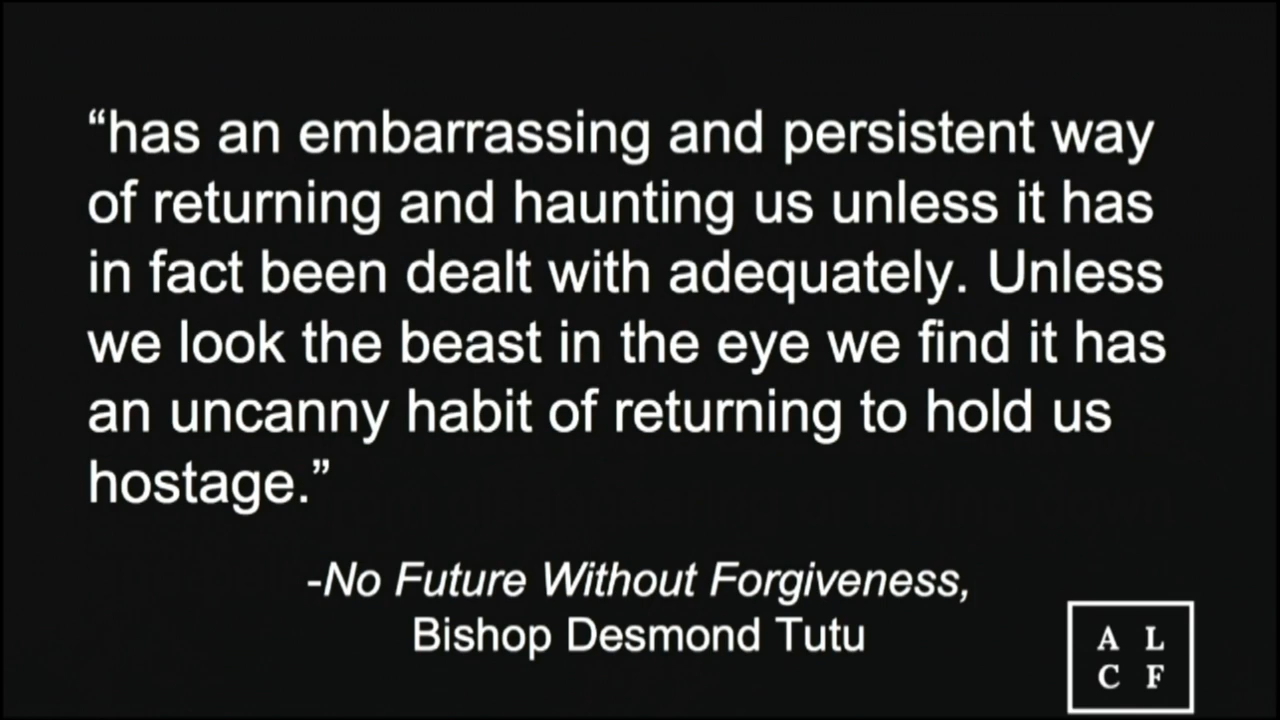 “has an embarrassing and persistent way
of returning and haunting us unless it has
in fact been dealt with adequately. Unless
we look the beast in the eye we find it has
an uncanny habit of returning to hold us
hostage.”
-No Future Without Forgiveness,
Bishop Desmond Tutu
A L
C F